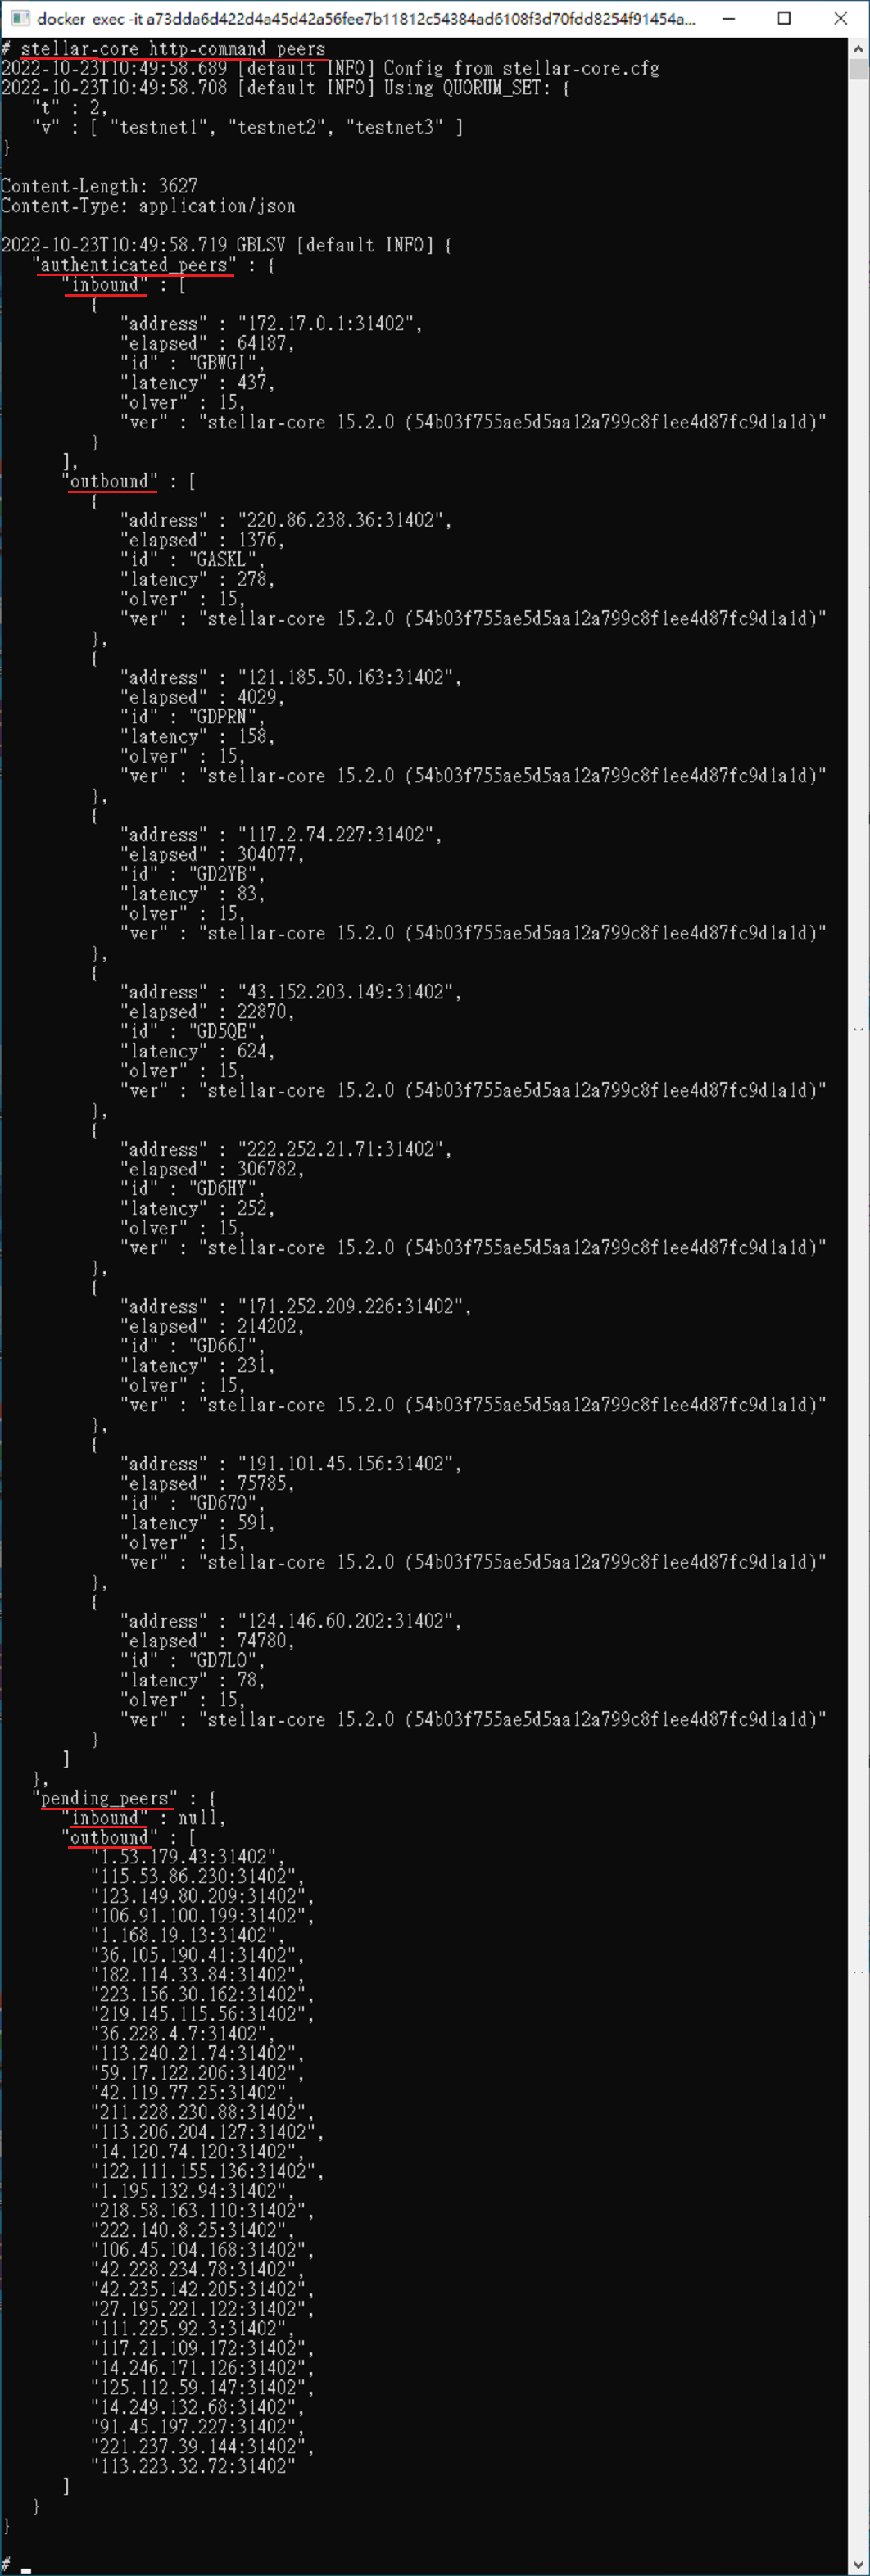 docker exec -it a73dda6d422d4a45d42a56fee7b11812c54384ad6108f3d70fdd8254f91454a...
# stellar-core http-command peers
2022-10-23T10:49:58.689 [default INFO] Config from stellar-core.cfg
2022-10-23T10:49:58.708 [default INFO] Using QUORUM_SET: {
"t" : 2,
"v" : [ "testnet1", "testnet2", "testnet3" ]
}
Content-Length: 3627
Content-Type: application/json
2022-10-23T10:49:58.719 GBLSV [default INFO] {
"authenticated_peers" : {
"inbound" : [
{
"address" : "172.17.0.1:31402",
"elapsed" : 64187,
"id" : "GBWGI",
"latency" : 437,
"olver" : 15,
"ver" : "stellar-core 15.2.0 (54b03f755ae5d5aa12a799c8f1ee4d87fc9d1a1d)"
}
],
"outbound" : [
{
"address" : "220.86.238.36:31402",
"elapsed" : 1376,
"id" : "GASKL",
"latency" : 278,
"olver" : 15,
"ver" : "stellar-core 15.2.0 (54b03f755ae5d5aa12a799c8f1ee4d87fc9d1a1d)"
},
{
"address" : "121.185.50.163:31402",
"elapsed" : 4029,
"id" : "GDPRN",
"latency" : 158,
"olver" : 15,
"ver" : "stellar-core 15.2.0 (54b03f755ae5d5aa12a799c8f1ee4d87fc9d1a1d)"
},
{
"address" : "117.2.74.227:31402",
"elapsed" : 304077,
"id" : "GD2YB",
"latency" : 83,
"olver" : 15,
"ver" : "stellar-core 15.2.0 (54b03f755ae5d5aa12a799c8f1ee4d87fc9d1a1d)"
},
{
"address" : "43.152.203.149:31402",
"elapsed" : 22870,
"id" : "GD5QE",
"latency" : 624,
"olver" : 15,
"ver" : "stellar-core 15.2.0 (54b03f755ae5d5aa12a799c8f1ee4d87fc9d1a1d)"
},
{
"address" : "222.252.21.71:31402",
"elapsed" : 306782,
"id" : "GD6HY",
"latency" : 252,
"olver" : 15,
"ver" : "stellar-core 15.2.0 (54b03f755ae5d5aa12a799c8f1ee4d87fc9d1a1d)"
},
{
"address" : "171.252.209.226:31402",
"elapsed" : 214202,
"id" : "GD66J",
"latency" : 231,
"olver" : 15,
"ver" : "stellar-core 15.2.0 (54b03f755ae5d5aa12a799c8f1ee4d87fc9d1a1d)"
},
{
"address" : "191.101.45.156:31402",
"elapsed" : 75785,
"id" : "GD67O",
"latency" : 591,
"olver" : 15,
"ver" : "stellar-core 15.2.0 (54b03f755ae5d5aa12a799c8f1ee4d87fc9d1a1d)"
},
{
"address" : "124.146.60.202:31402",
"elapsed" : 74780,
"id" : "GD7LO",
"latency" : 78,
"olver" : 15,
"ver" : "stellar-core 15.2.0 (54b03f755ae5d5aa12a799c8f1ee4d87fc9d1a1d)"
}
]
},
"pending_peers" : {
"inbound" : null,
"outbound" : [
"1.53.179.43:31402",
"115.53.86.230:31402",
"123.149.80.209:31402",
"106.91.100.199:31402",
"1.168.19.13:31402",
"36.105.190.41:31402",
"182.114.33.84:31402",
"223.156.30.162:31402",
"219.145.115.56:31402",
"36.228.4.7:31402",
"113.240.21.74:31402",
"59.17.122.206:31402",
"42.119.77.25:31402",
"211.228.230.88:31402",
"113.206.204.127:31402",
"14.120.74.120:31402",
"122.111.155.136:31402",
"1.195.132.94:31402",
"218.58.163.110:31402",
"222.140.8.25:31402",
"106.45.104.168:31402",
"42.228.234.78:31402",
"42.235.142.205:31402",
"27.195.221.122:31402",
"111.225.92.3:31402",
"117.21.109.172:31402",
"14.246.171.126:31402",
"125.112.59.147:31402",
"14.249.132.68:31402",
"91.45.197.227:31402",
"221.237.39.144:31402",
"113.223.32.72:31402"
]
}
}
# _